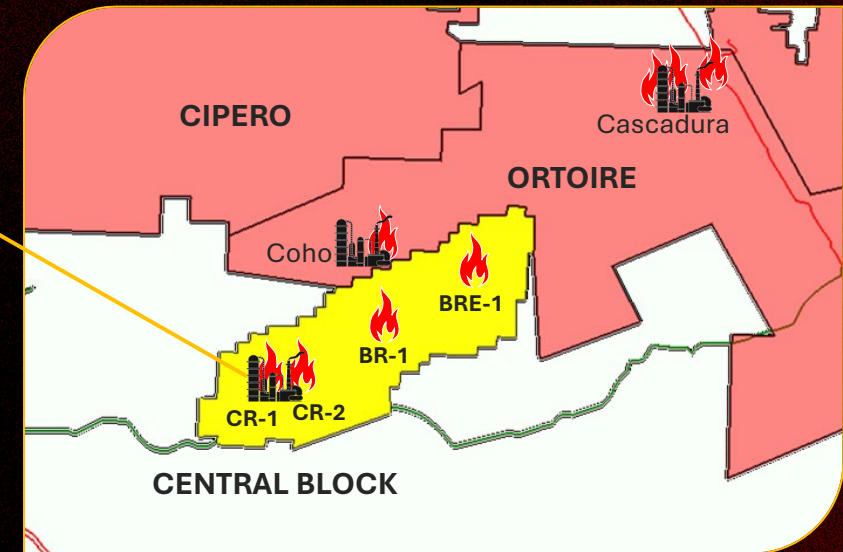 CIPERO
Cascadura
ORTOIRE
Coho
BRE-1
BR-1
CR-1
CR-2
CENTRAL BLOCK